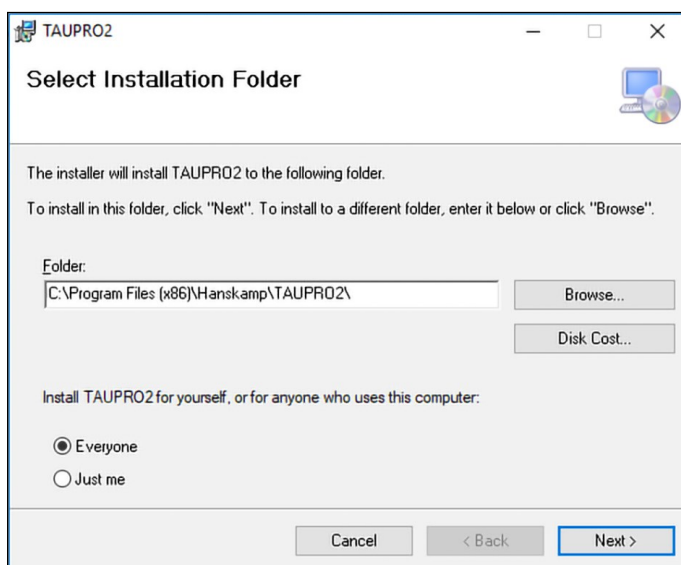 TAUPRO2
Select Installation Folder
The installer will install TAUPRO2 to the following folder.
To install in this folder, click "Next". To install to a different folder, enter it below or click "Browse".
Folder:
C:\Program Files (x86)\Hanskamp\TAUPRO2\
Browse...
Disk Cost...
Install TAUPRO2 for yourself, or for anyone who uses this computer:
Everyone
Just me
Cancel
< Back
Next >